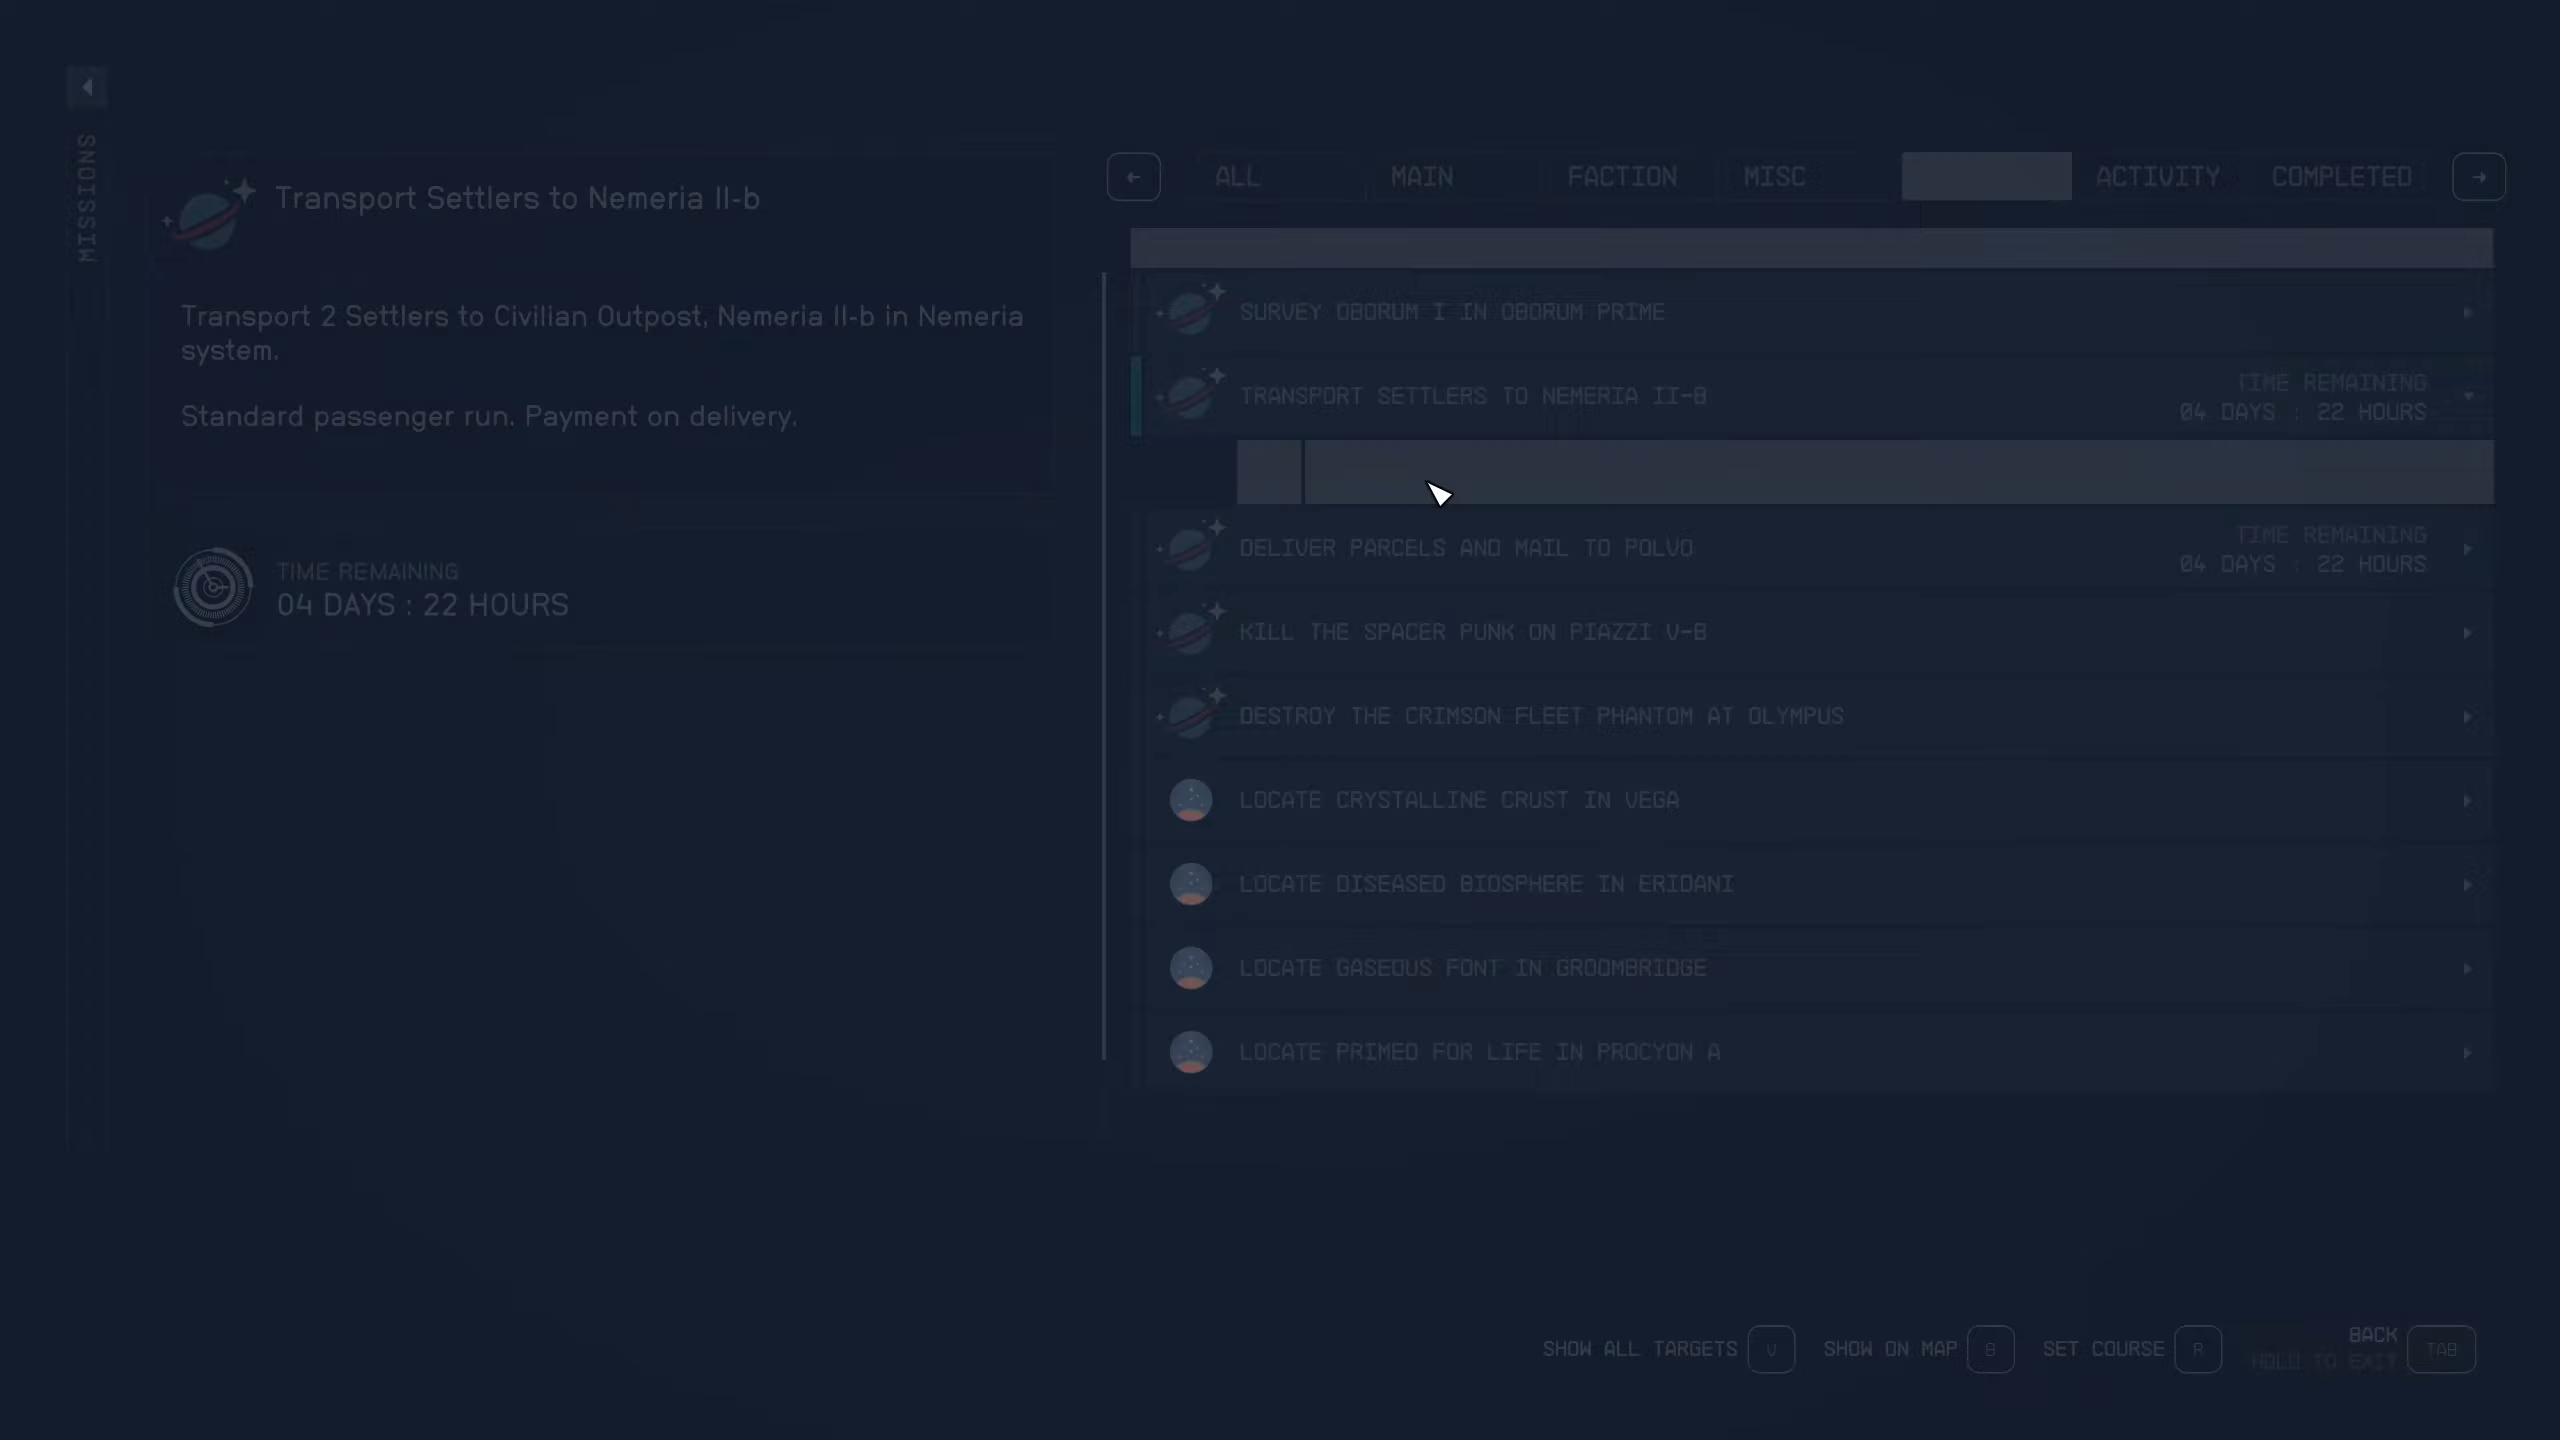 MISSIONS
Transport Settlers to Nemeria II-b
Transport 2 Settlers to Civilian Outpost, Nemeria II-b in Nemeria
system.
Standard passenger run. Payment on delivery.
TIME REMAINING
04 DAYS : 22 HOURS
ALL MAIN FACTION MISC ACTIVITY COMPLETED
SURVEY OBORUM I IN OBORUM PRIME
TRANSPORT SETTLERS TO NEMERIA II-B
TIME REMAINING
04 DAYS : 22 HOURS
DELIVER PARCELS AND MAIL TO POLVO
TIME REMAINING
04 DAYS : 22 HOURS
KILL THE SPACER PUNK ON PIAZZI V-B
DESTROY THE CRIMSON FLEET PHANTOM AT OLYMPUS
LOCATE CRYSTALLINE CRUST IN VEGA
LOCATE DISEASED BIOSPHERE IN ERIDANI
LOCATE GASEOUS FONT IN GROOMBRIDGE
LOCATE PRIMED FOR LIFE IN PROCYON A
SHOW ALL TARGETS V SHOW ON MAP B SET COURSE R BACK TAB
HOLD TO EXIT